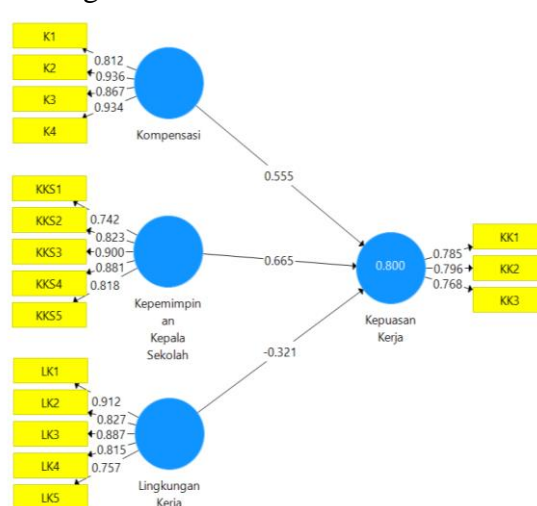 K1
K2
K3
K4
0.812
0.936
0.867
0.934
Kompensasi
0.555
KKS1
KKS2
KKS3
KKS4
KKS5
0.742
0.823
0.900
0.881
0.818
Kepemimpin
an
Kepala
Sekolah
0.665
0.800
Kepuasan
Kerja
0.785
0.796
0.768
KK1
KK2
KK3
-0.321
LK1
LK2
LK3
LK4
LK5
0.912
0.827
0.887
0.815
0.757
Lingkungan
Kerja